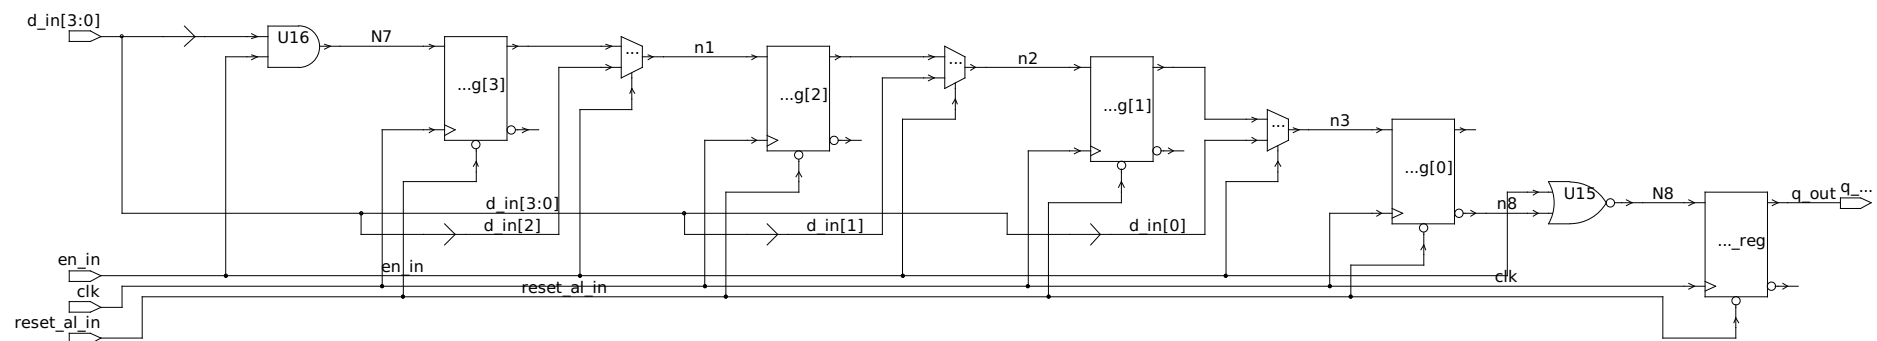 d_in[3:0]
U16
N7
...g[3]
...
n1
...g[2]
...
n2
...g[1]
...
n3
...g[0]
n8
U15
N8
..._reg
q_out
q_...
d_in[3:0]
d_in[2]
d_in[1]
d_in[0]
en_in
en_in
clk
clk
reset_al_in
reset_al_in